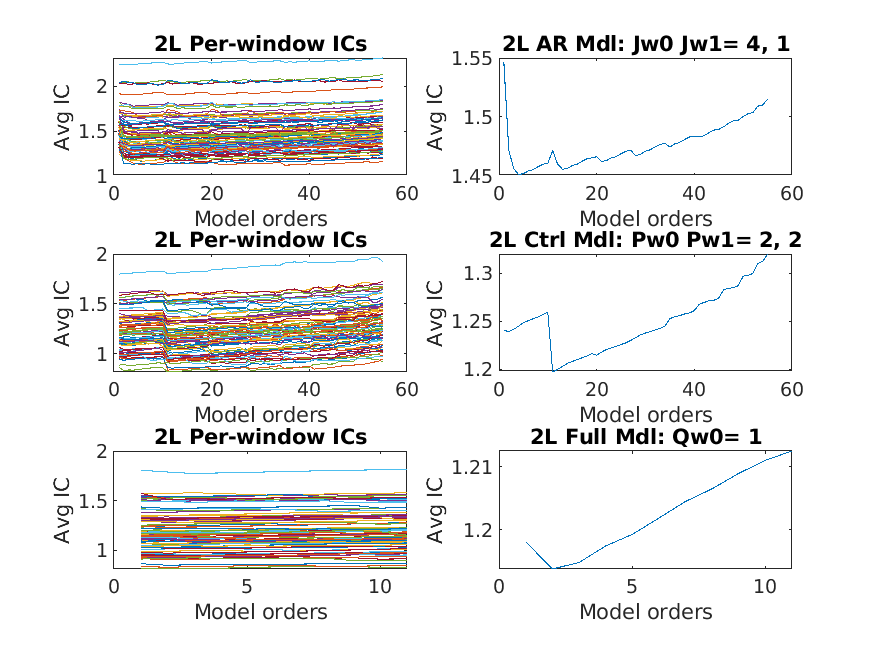 2L Per-window ICs
Avg IC
2
1.5
1
0
20
40
60
Model orders
2L AR Mdl: Jw0 Jw1= 4, 1
Avg IC
1.55
1.5
1.45
0
20
40
60
Model orders
2L Per-window ICs
Avg IC
2
1.5
1
0
20
40
60
Model orders
2L Ctrl Mdl: Pw0 Pw1= 2, 2
Avg IC
1.3
1.25
1.2
0
20
40
60
Model orders
2L Per-window ICs
Avg IC
2
1.5
1
0
5
10
Model orders
2L Full Mdl: Qw0= 1
Avg IC
1.21
1.2
0
5
10
Model orders